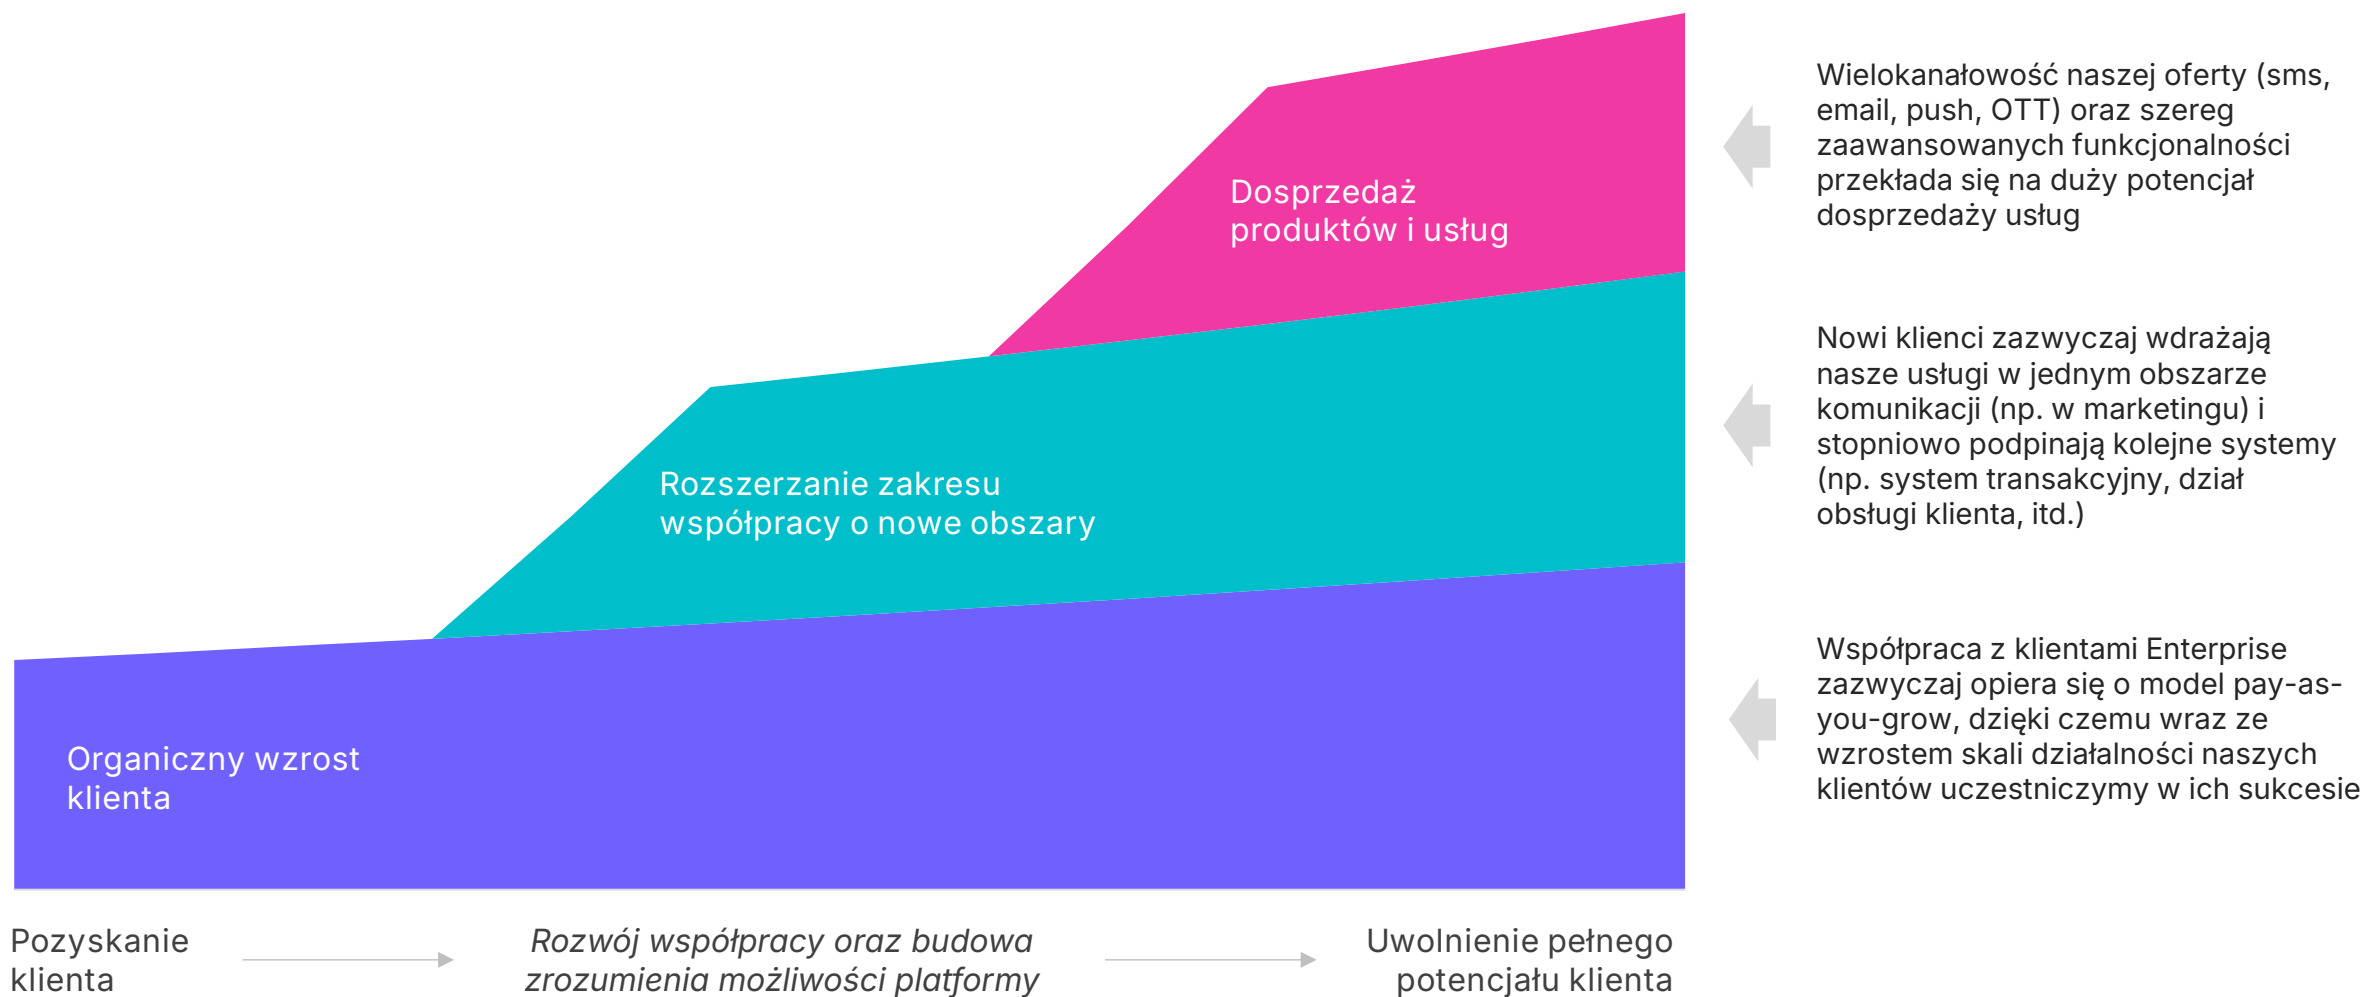 Wielokanałowość naszej oferty (sms,
email, push, OTT) oraz szereg
zaawansowanych funkcjonalności
przekłada się na duży potencjał
dosprzedaży usług
Dosprzedaż
produktów i usług
Nowi klienci zazwyczaj wdrażają
nasze usługi w jednym obszarze
komunikacji (np. w marketingu) i
stopniowo podpinają kolejne systemy
(np. system transakcyjny, dział
obsługi klienta, itd.)
Rozszerzanie zakresu
współpracy o nowe obszary
Współpraca z klientami Enterprise
zazwyczaj opiera się o model pay-as-
you-grow, dzięki czemu wraz ze
wzrostem skali działalności naszych
klientów uczestniczymy w ich sukcesie
Organiczny wzrost
klienta
Pozyskanie
klienta
Rozwój współpracy oraz budowa
zrozumienia możliwości platformy
Uwolnienie pełnego
potencjału klienta